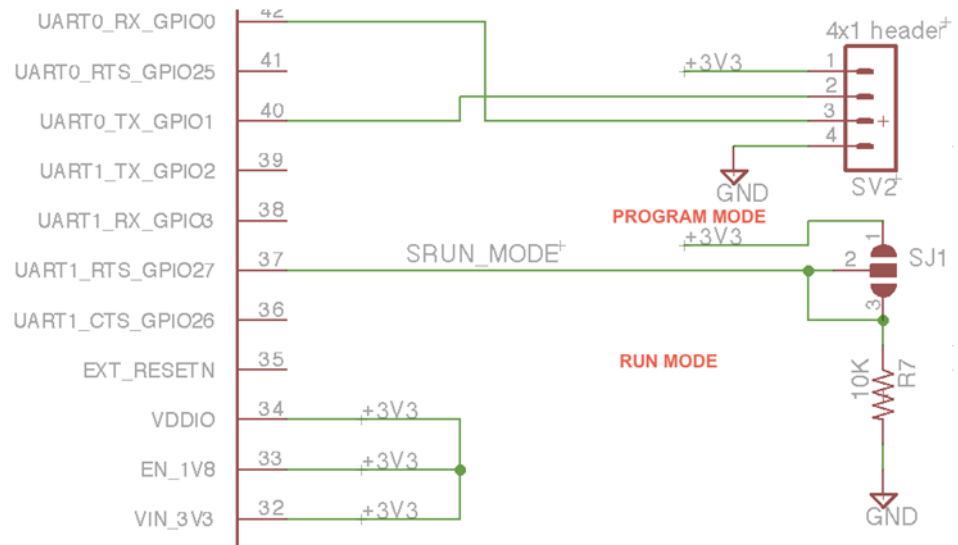 UART0_RX_GPIO0 42
4x1 header
UART0_RTS_GPIO25 41
+3V3 1
2
UART0_TX_GPIO1 40
3
4
UART1_TX_GPIO2 39
GND
SV2
UART1_RX_GPIO3 38
PROGRAM MODE
+3V3
1
SRUN_MODE
UART1_RTS_GPIO27 37
2
SJ1
3
UART1_CTS_GPIO26 36
RUN MODE
EXT_RESETN 35
10K
R7
VDDIO 34 +3V3
EN_1V8 33 +3V3
VIN_3V3 32 +3V3
GND